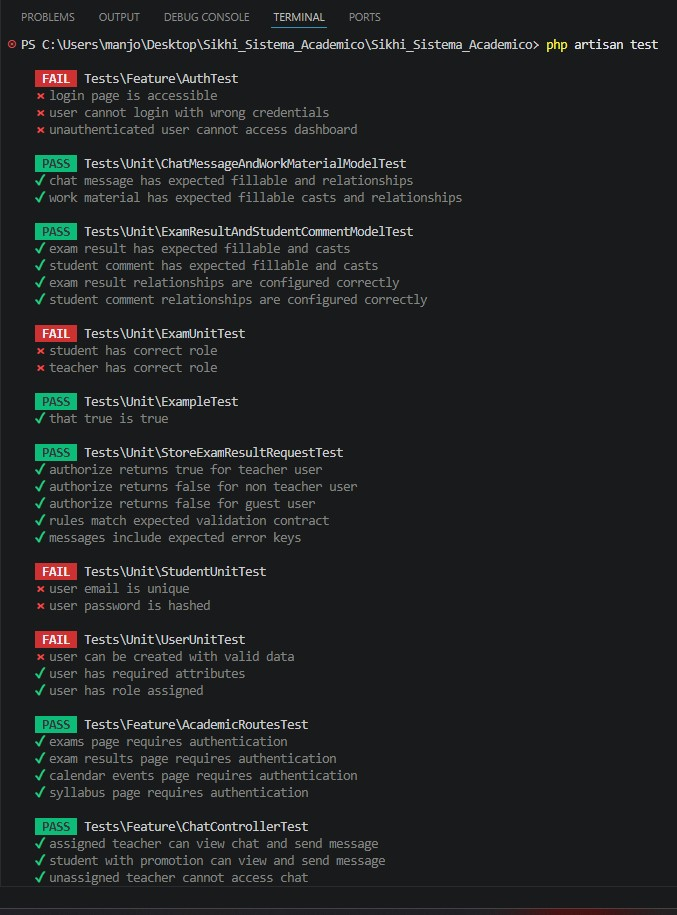 PROBLEMS OUTPUT DEBUG CONSOLE TERMINAL PORTS
PS C:\Users\manjo\Desktop\Sikhi_Sistema_Academico\Sikhi_Sistema_Academico> php artisan test
FAIL Tests\Feature\AuthTest
⨯ login page is accessible
⨯ user cannot login with wrong credentials
⨯ unauthenticated user cannot access dashboard
PASS Tests\Unit\ChatMessageAndWorkMaterialModelTest
✓ chat message has expected fillable and relationships
✓ work material has expected fillable casts and relationships
PASS Tests\Unit\ExamResultAndStudentCommentModelTest
✓ exam result has expected fillable and casts
✓ student comment has expected fillable and casts
✓ exam result relationships are configured correctly
✓ student comment relationships are configured correctly
FAIL Tests\Unit\ExamUnitTest
⨯ student has correct role
⨯ teacher has correct role
PASS Tests\Unit\ExampleTest
✓ that true is true
PASS Tests\Unit\StoreExamResultRequestTest
✓ authorize returns true for teacher user
✓ authorize returns false for non teacher user
✓ authorize returns false for guest user
✓ rules match expected validation contract
✓ messages include expected error keys
FAIL Tests\Unit\StudentUnitTest
⨯ user email is unique
⨯ user password is hashed
FAIL Tests\Unit\UserUnitTest
⨯ user can be created with valid data
✓ user has required attributes
✓ user has role assigned
PASS Tests\Feature\AcademicRoutesTest
✓ exams page requires authentication
✓ exam results page requires authentication
✓ calendar events page requires authentication
✓ syllabus page requires authentication
PASS Tests\Feature\ChatControllerTest
✓ assigned teacher can view chat and send message
✓ student with promotion can view and send message
✓ unassigned teacher cannot access chat